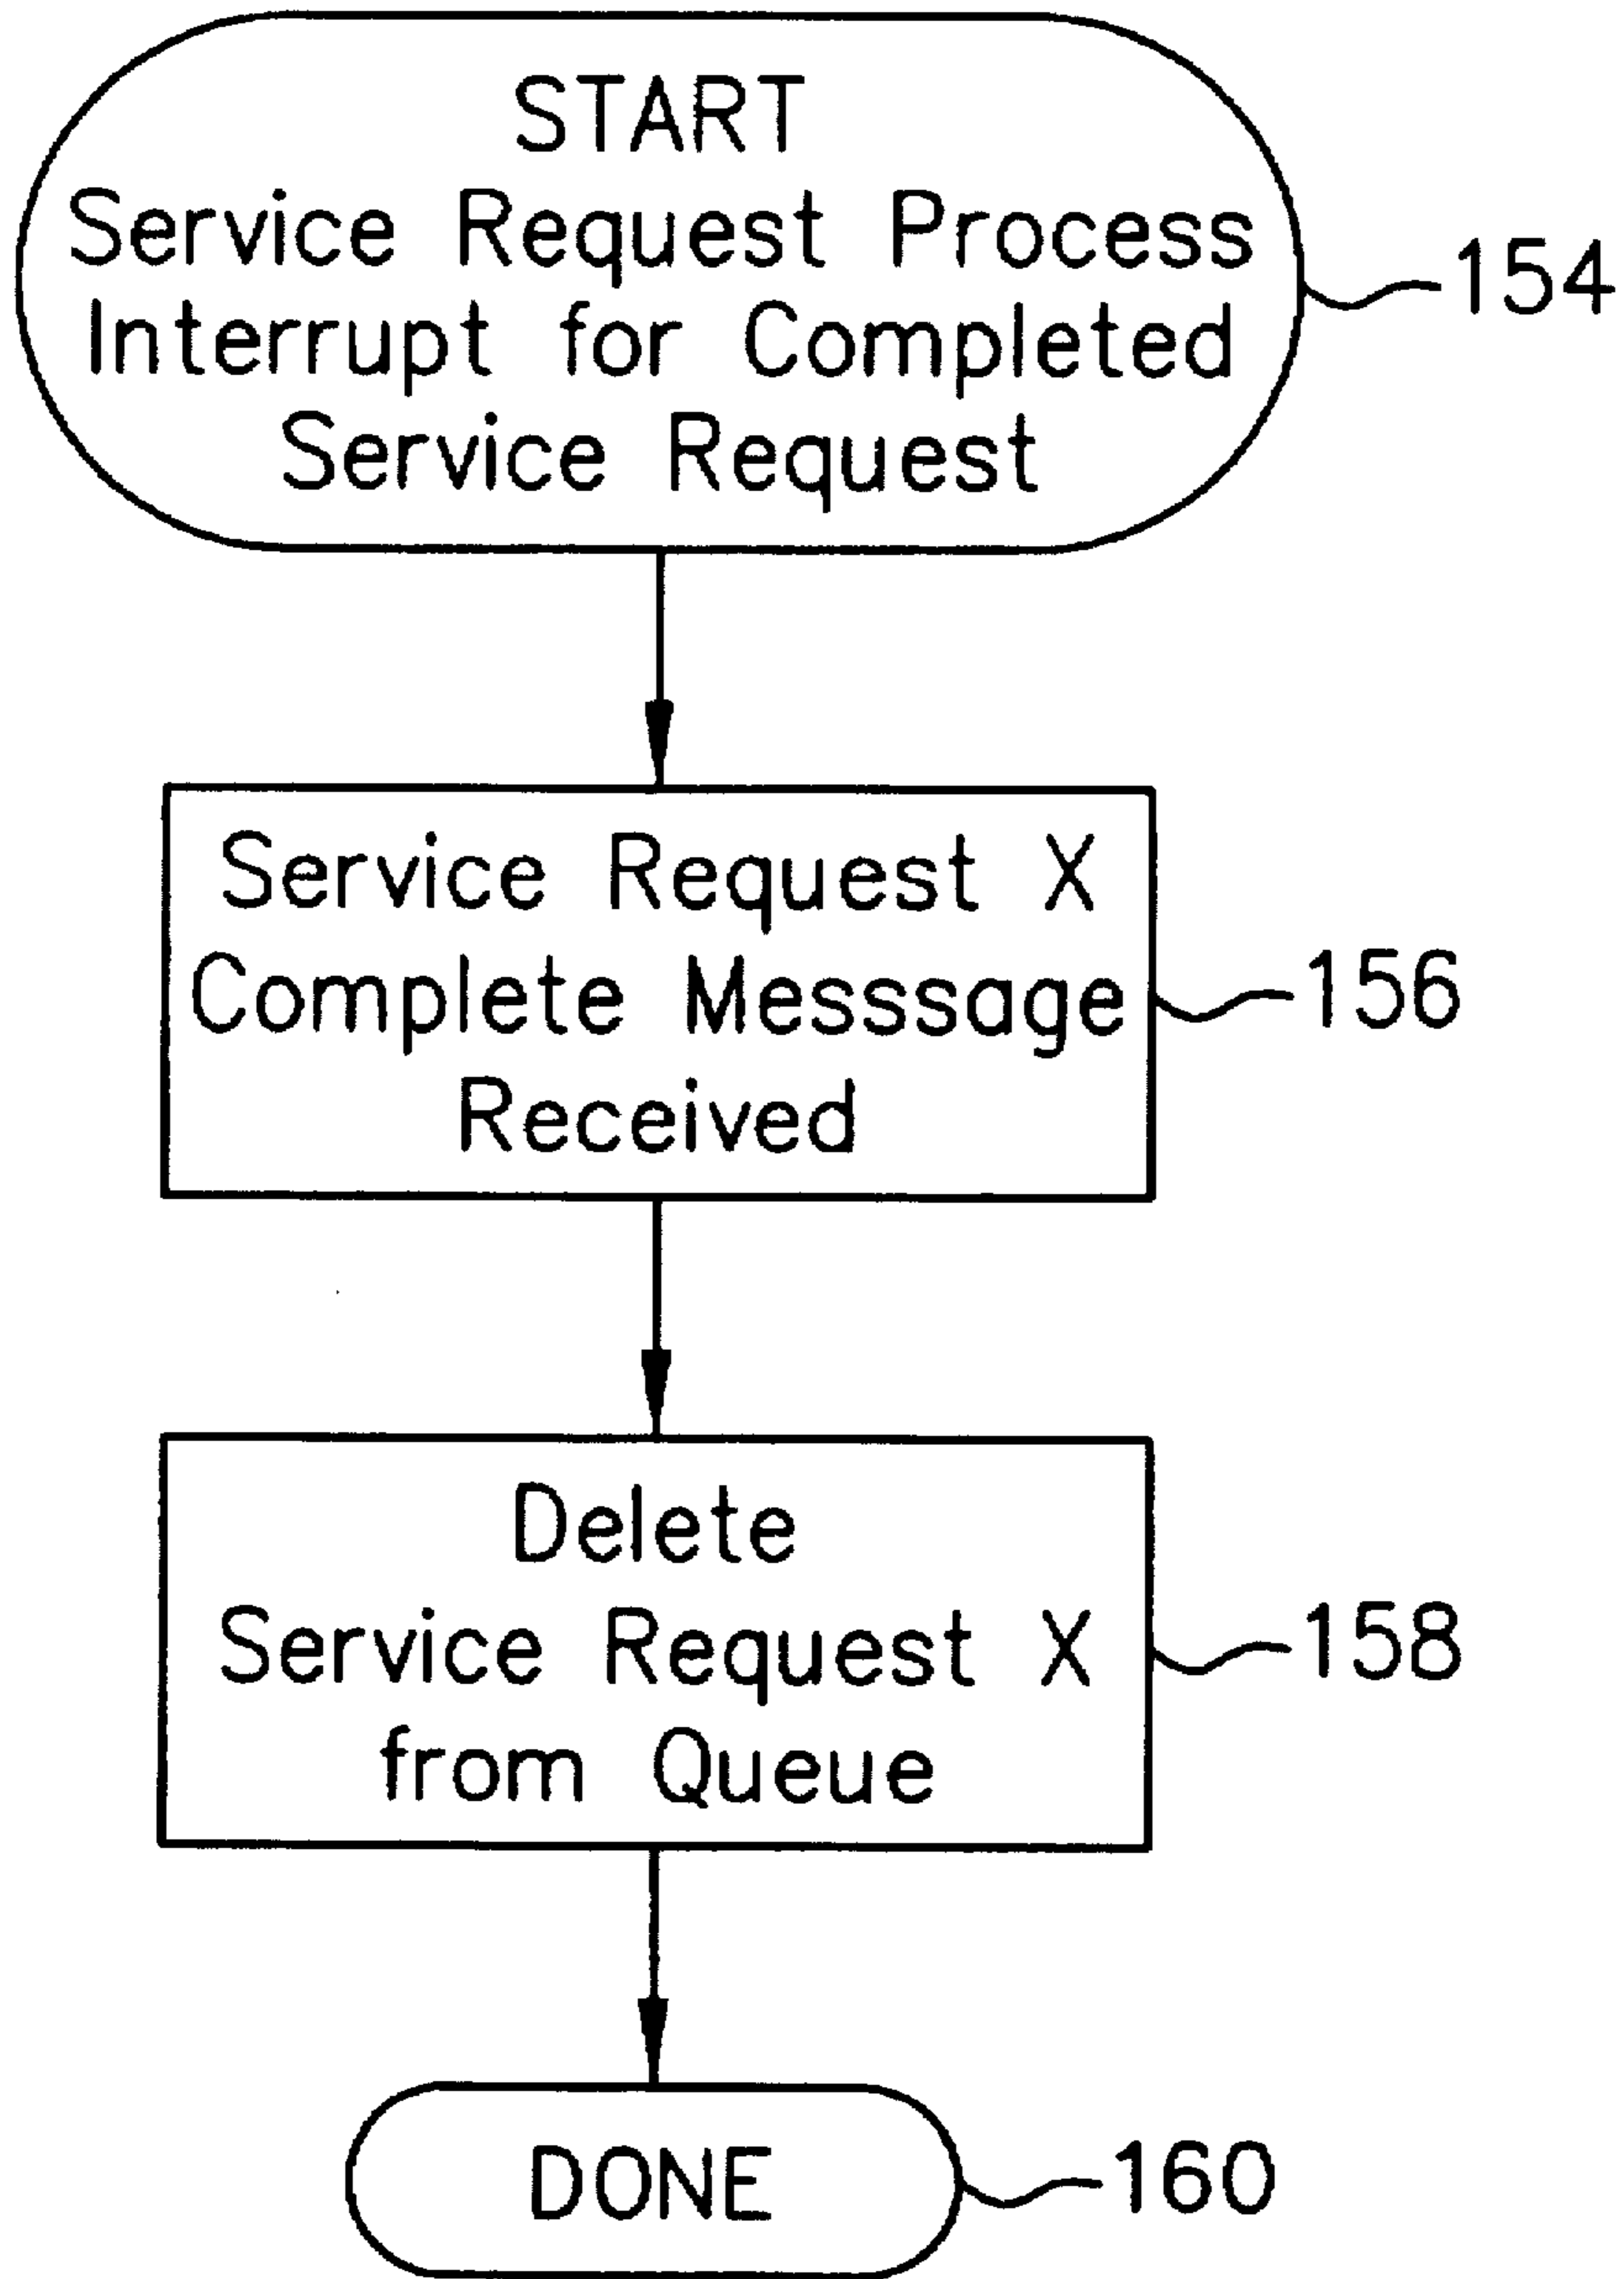 START
Service Request Process
Interrupt for Completed
Service Request
154
Service Request X
Complete Messsage
Received
156
Delete
Service Request X
from Queue
158
DONE
160